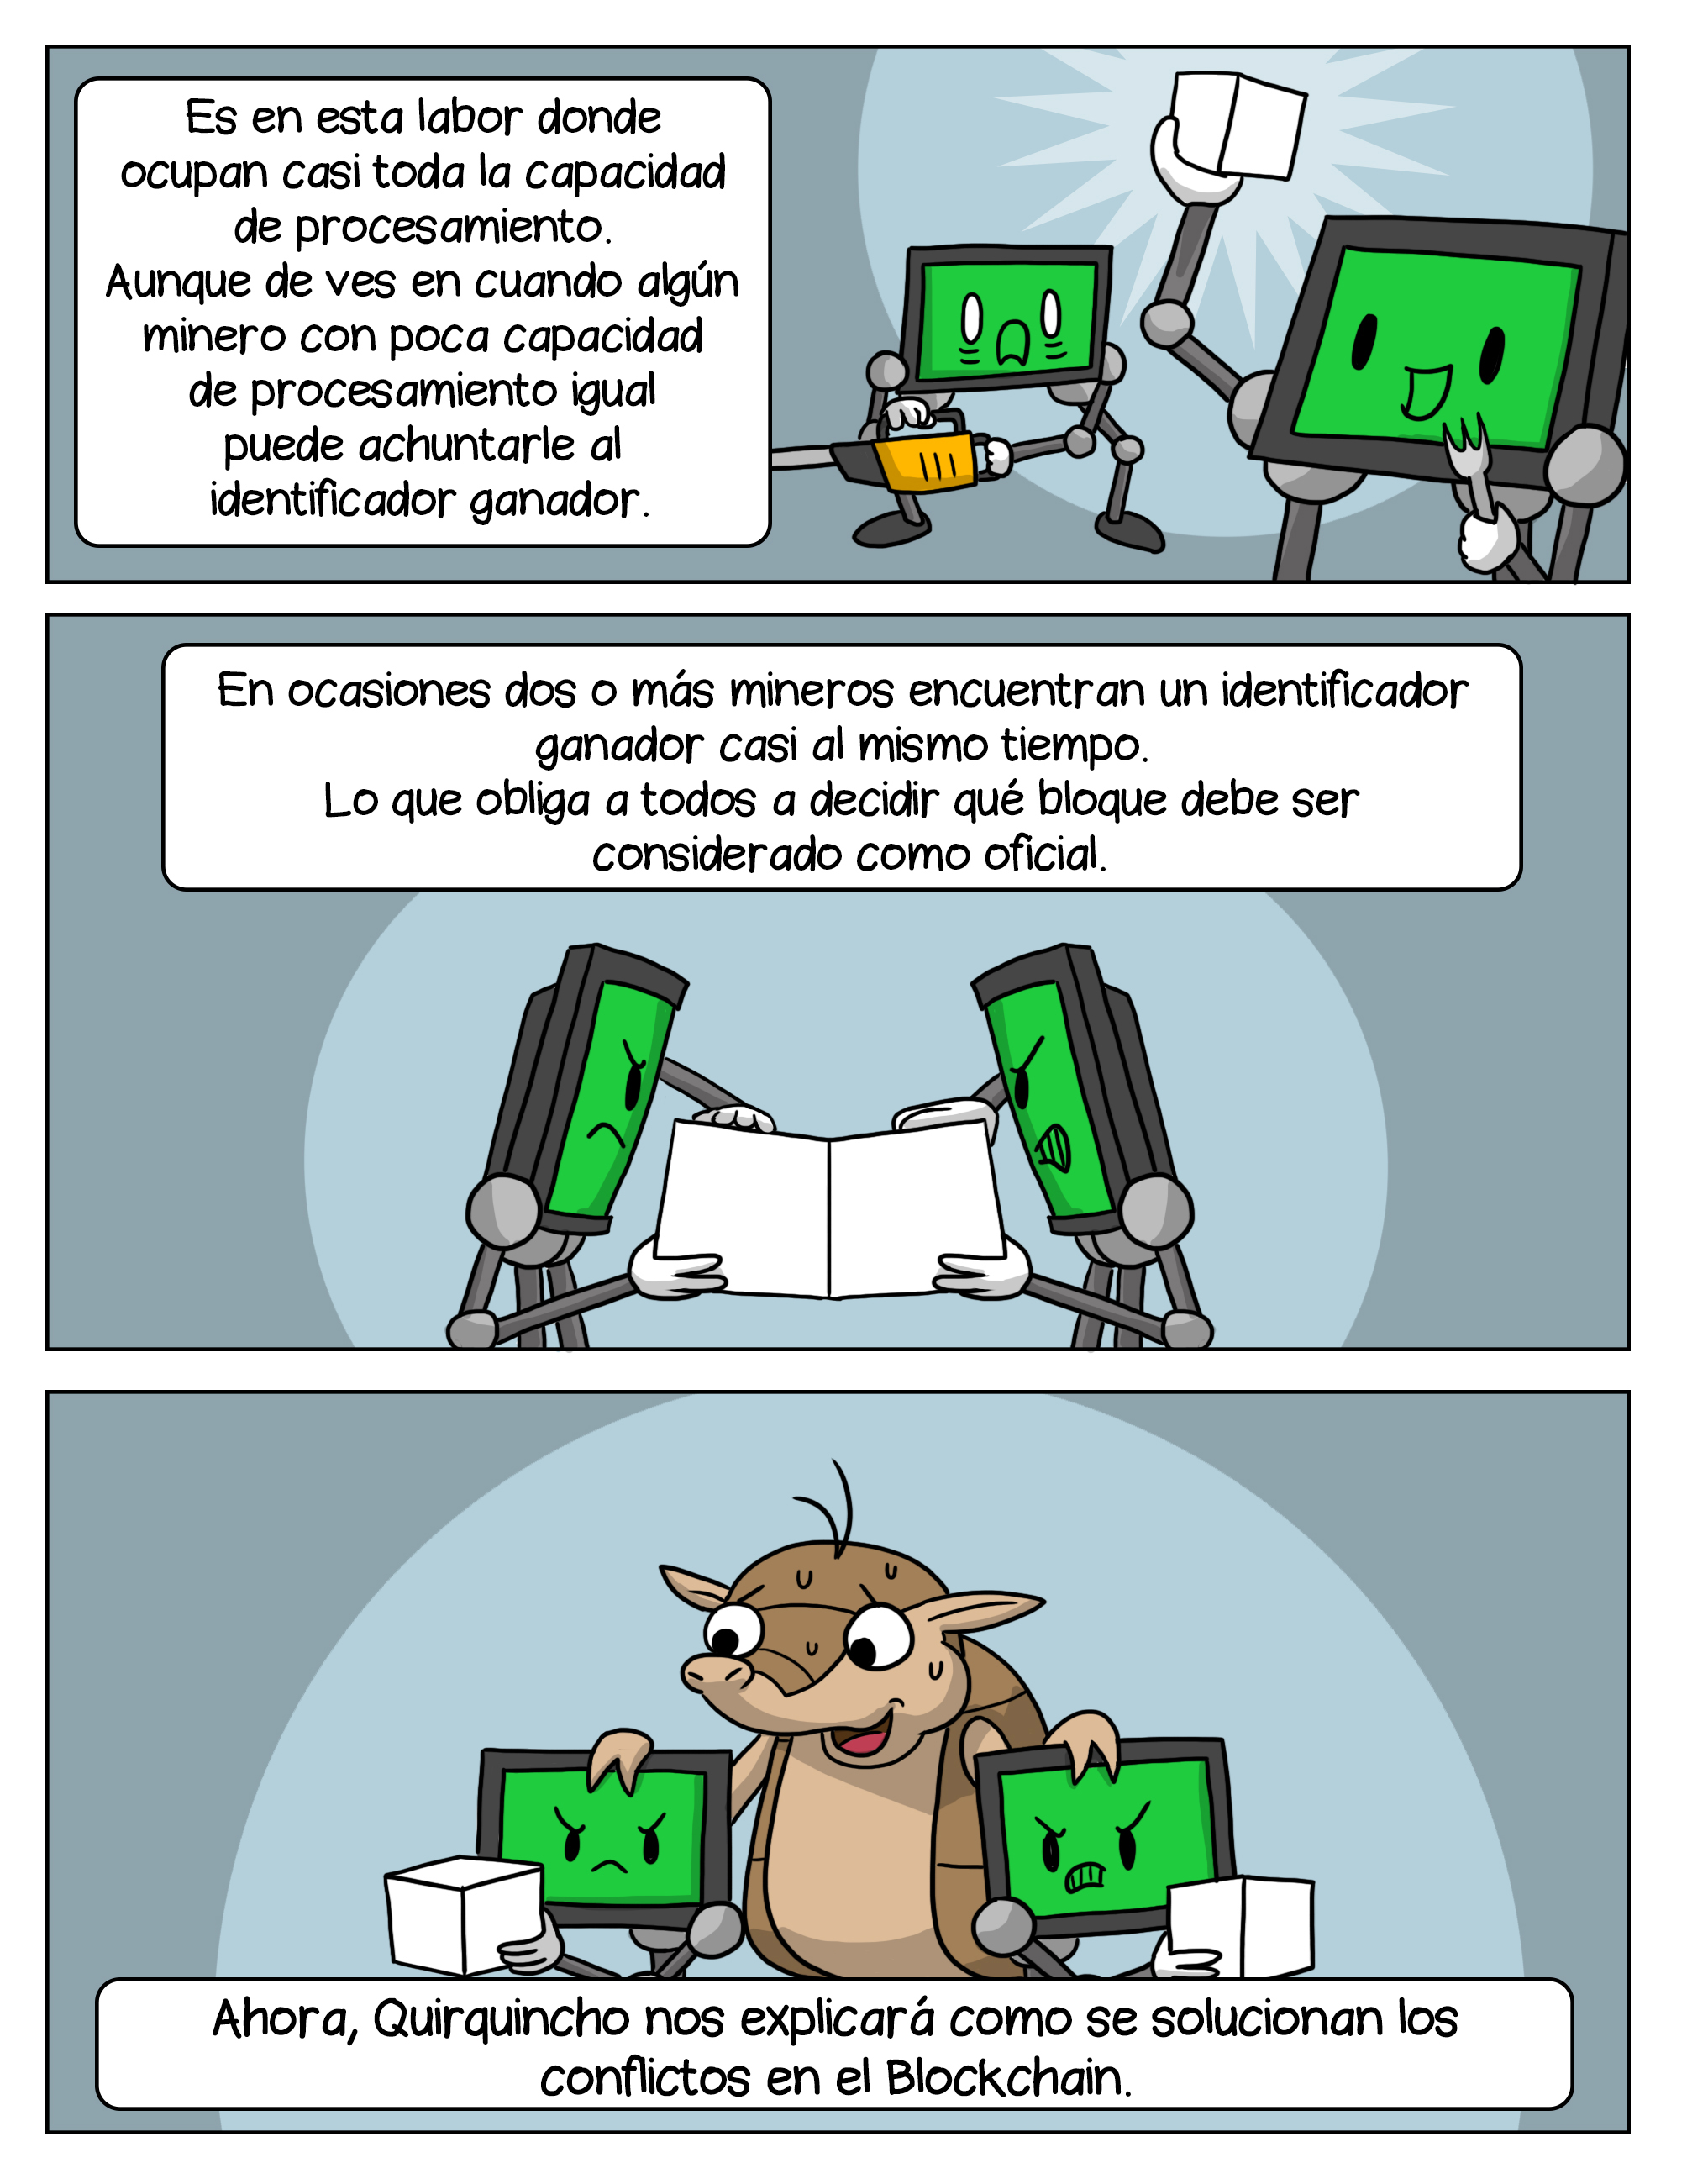 Es en esta labor donde
ocupan casi toda la capacidad
de procesamiento.
Aunque de ves en cuando algún
minero con poca capacidad
de procesamiento igual
puede achuntarle al
identificador ganador.
En ocasiones dos o más mineros encuentran un identificador
ganador casi al mismo tiempo.
Lo que obliga a todos a decidir qué bloque debe ser
considerado como oficial.
Ahora, Quirquincho nos explicará como se solucionan los
conflictos en el Blockchain.